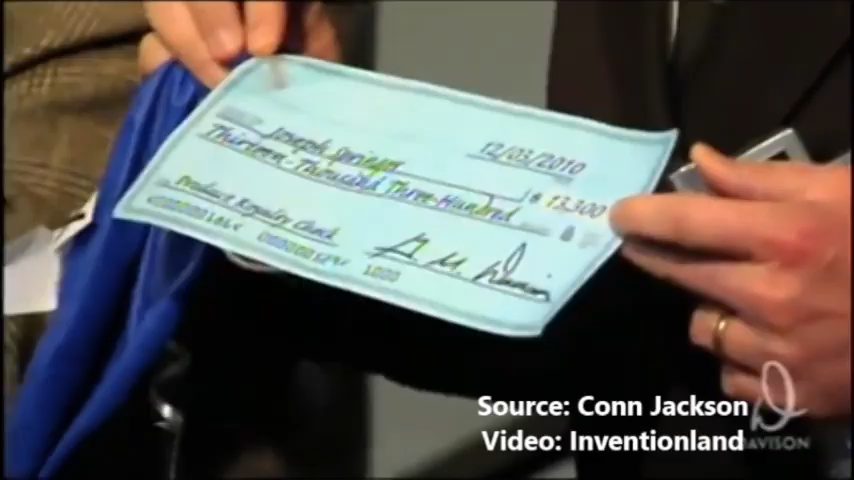 Joseph Springer
12/03/2010
Thirteen-Thousand Three-Hundred
$ 13,300
Product Royalty Check
Source: Conn Jackson
Video: Inventionland
DAVISON